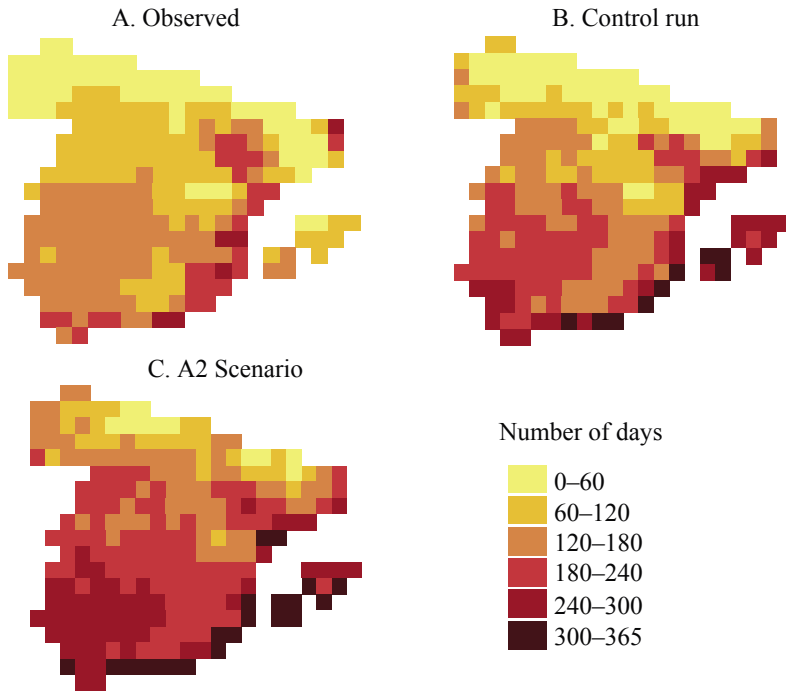 A. Observed
B. Control run
C. A2 Scenario
Number of days
0–60
60–120
120–180
180–240
240–300
300–365